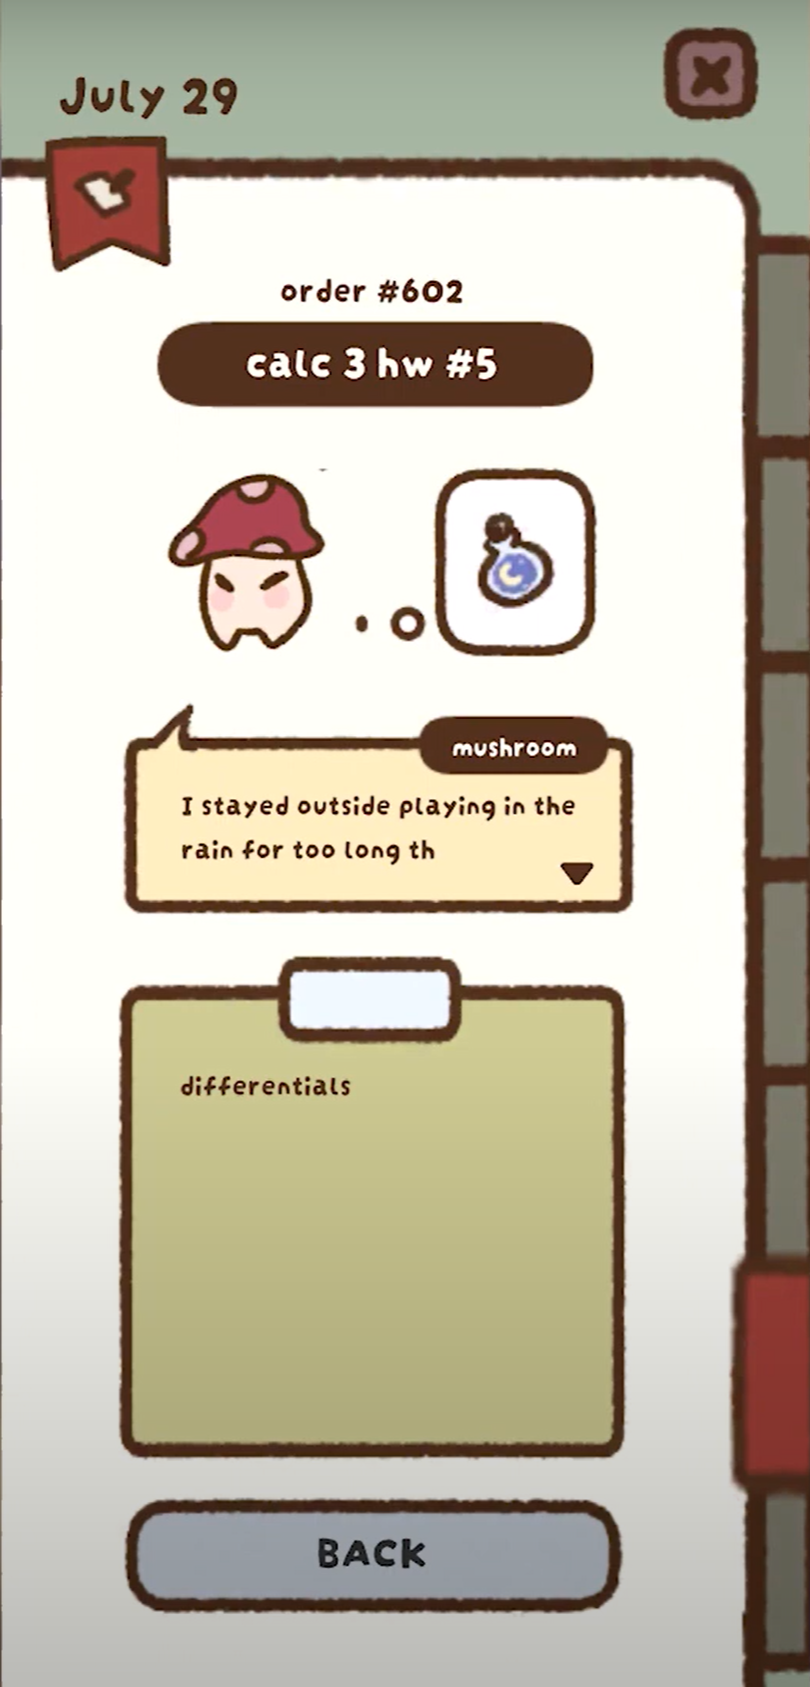 July 29
order #602
calc 3 hw #5
mushroom
I stayed outside playing in the
rain for too long th
differentials
BACK